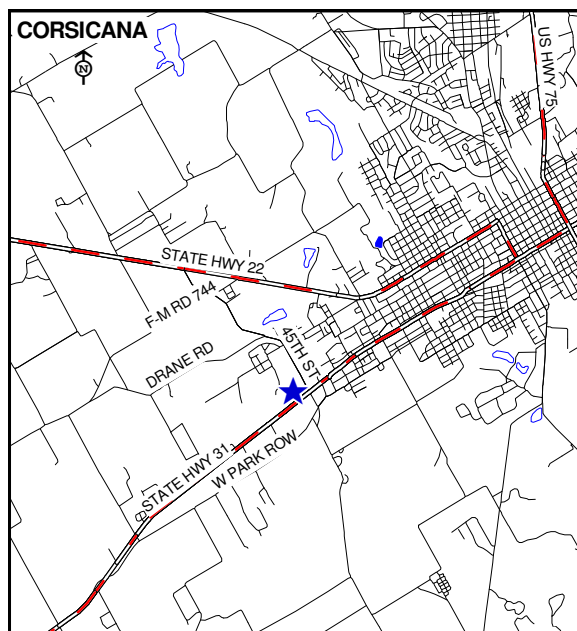 CORSICANA
N
US HWY 75
STATE HWY 22
F-M RD 744
45TH ST
DRANE RD
STATE HWY 31
W PARK ROW